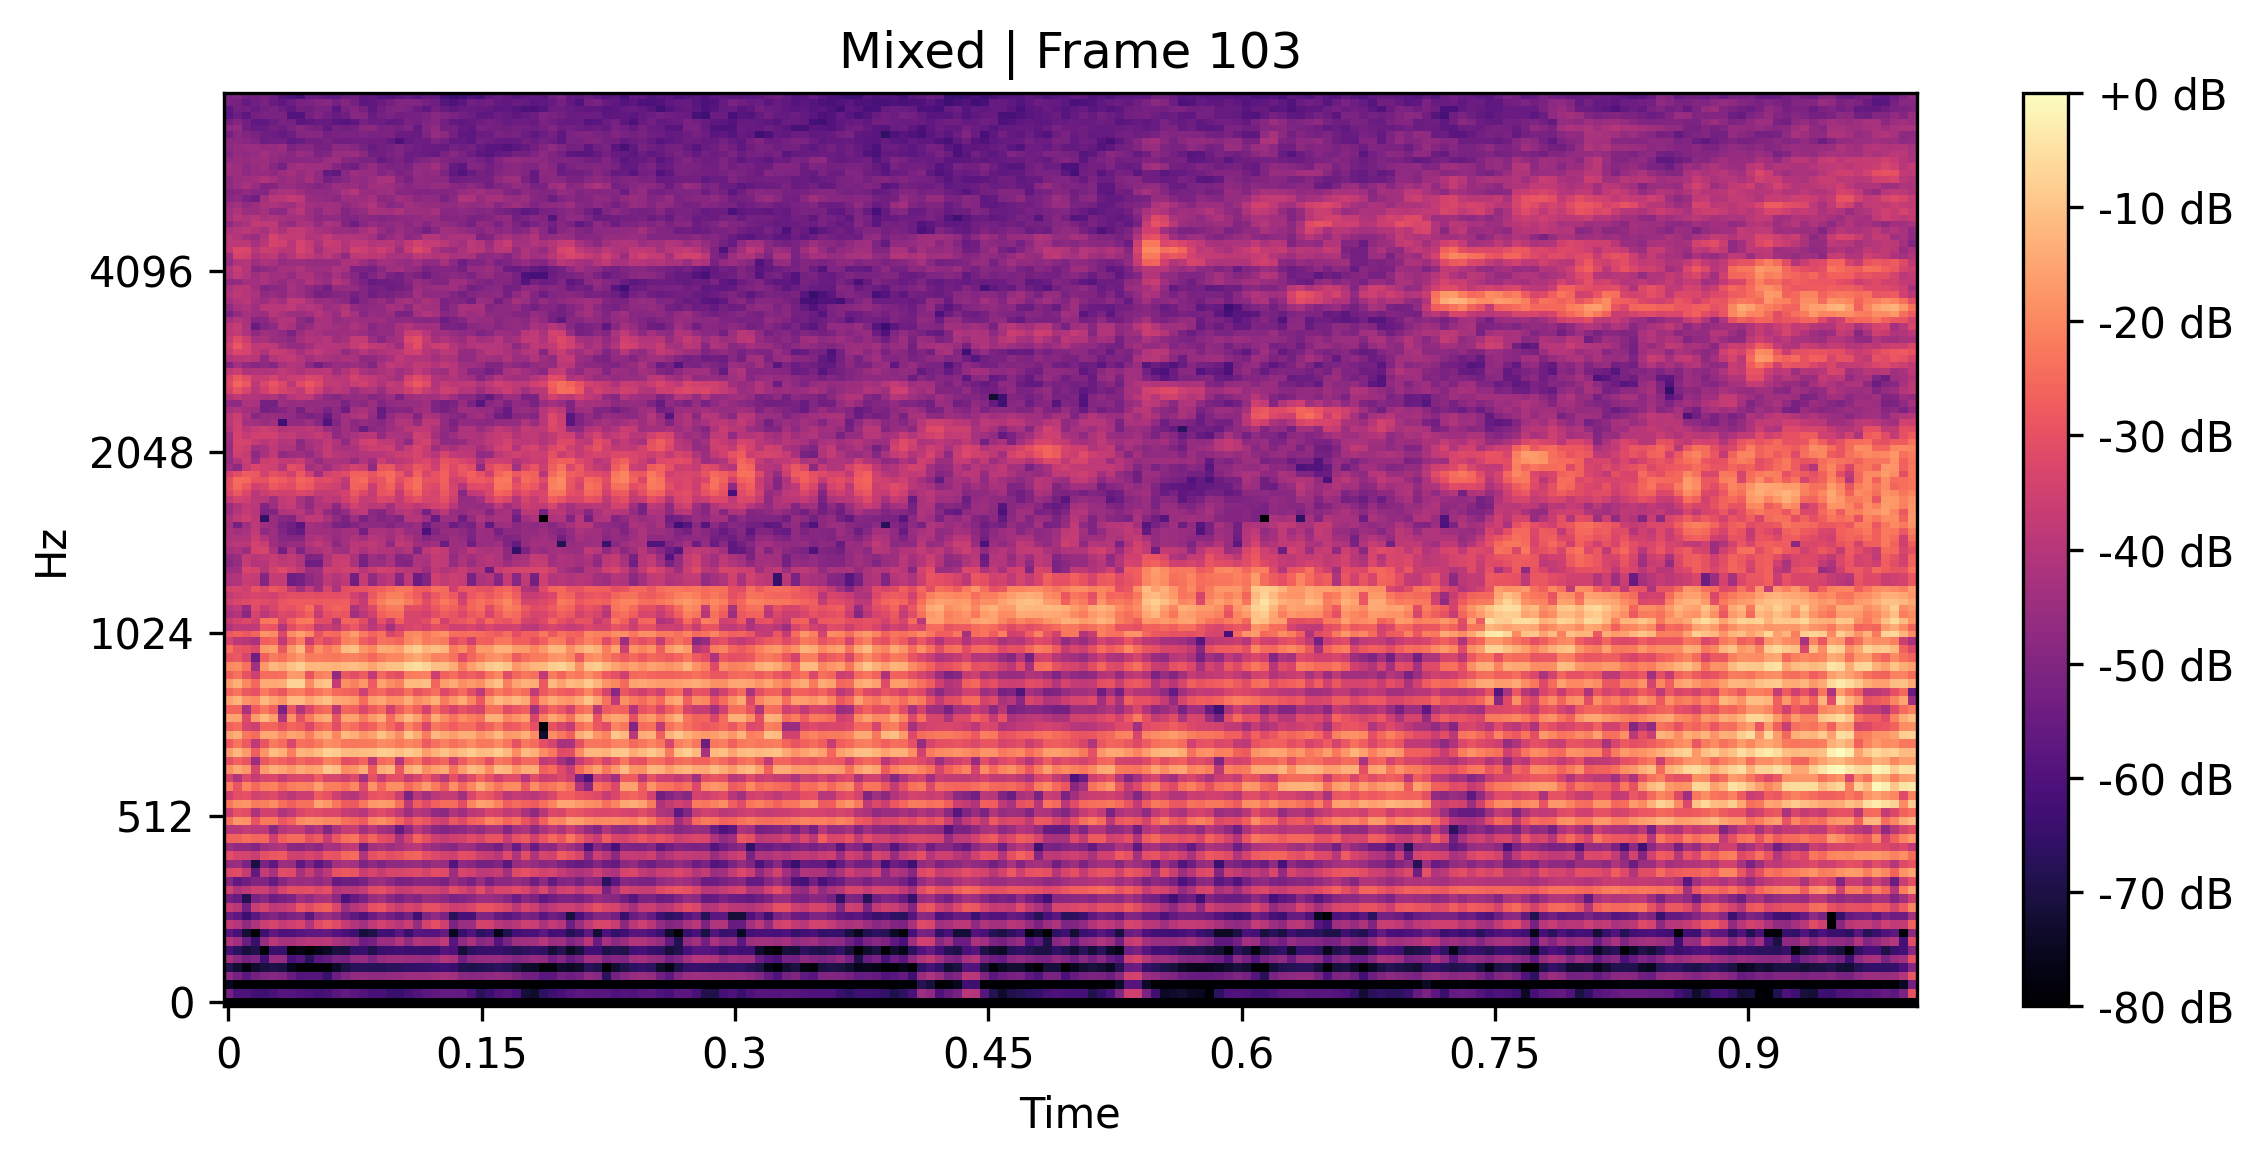 Mixed | Frame 103
+0 dB
-10 dB
-20 dB
-30 dB
-40 dB
-50 dB
-60 dB
-70 dB
-80 dB
4096
2048
1024
512
0
Hz
0 0.15 0.3 0.45 0.6 0.75 0.9
Time